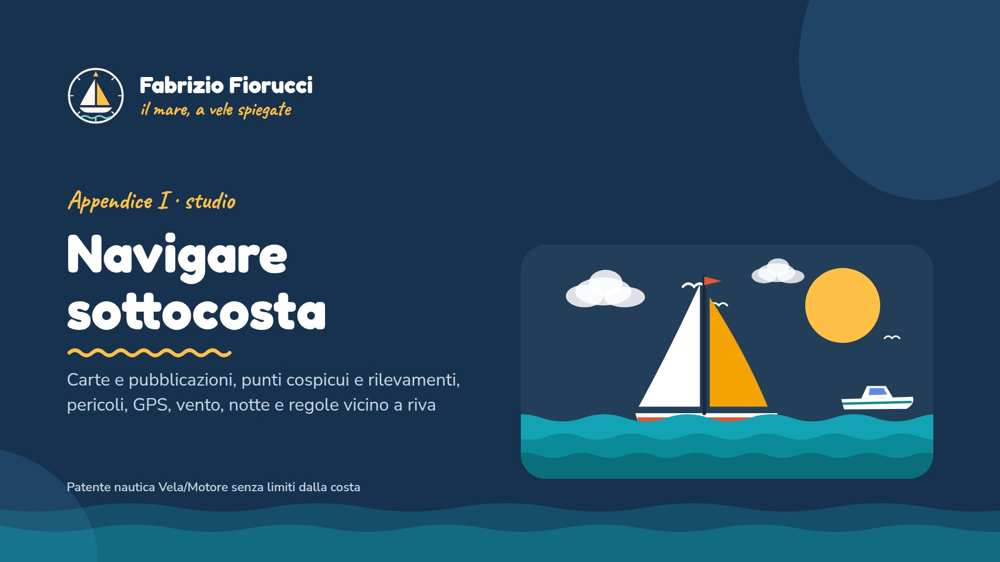 Fabrizio Fiorucci
il mare, a vele spiegate
Appendice I · studio
Navigare
sottocosta
Carte e pubblicazioni, punti cospicui e rilevamenti,
pericoli, GPS, vento, notte e regole vicino a riva
Patente nautica Vela/Motore senza limiti dalla costa